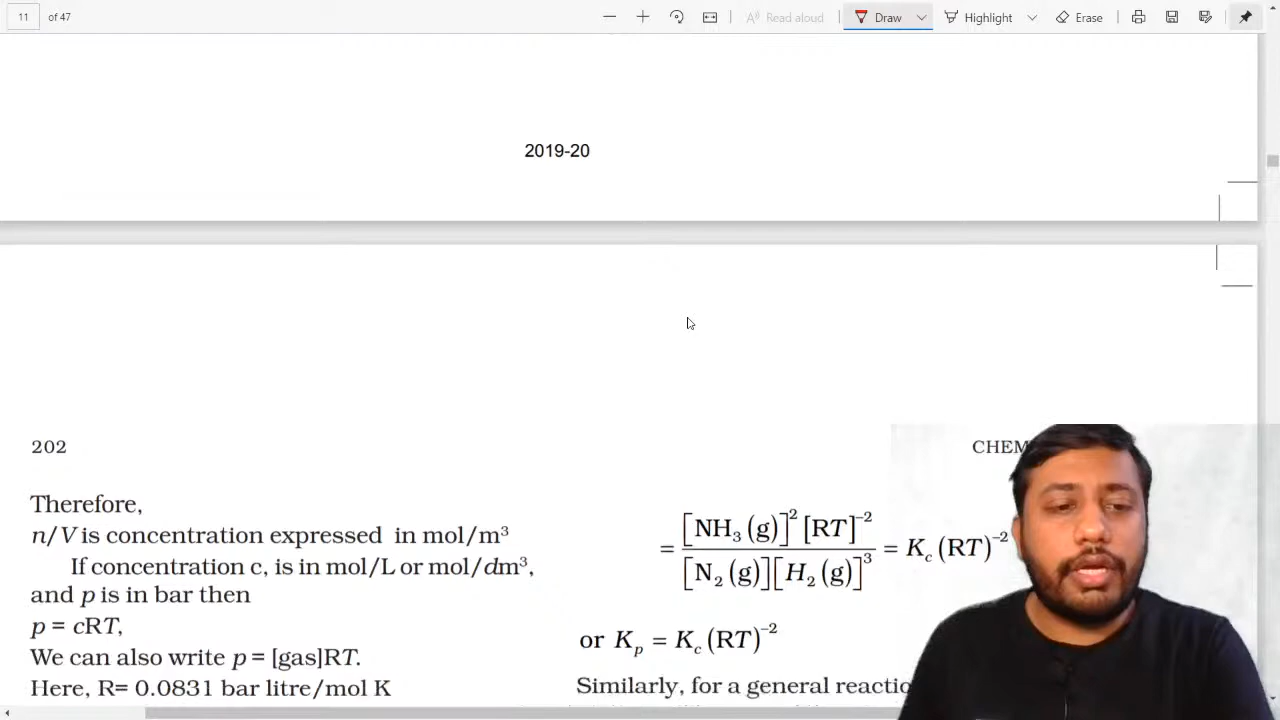 11 of 47
Read aloud
Draw
Highlight
Erase
2019-20
202
CHEM
Therefore,
n/V is concentration expressed in mol/m³
If concentration c, is in mol/L or mol/dm³,
and p is in bar then
p = cRT,
We can also write p = [gas]RT.
Here, R= 0.0831 bar litre/mol K
= [NH₃(g)]² [RT]⁻² / [N₂(g)][H₂(g)]³ = K_c (RT)⁻²
or K_p = K_c (RT)⁻²
Similarly, for a general reactio